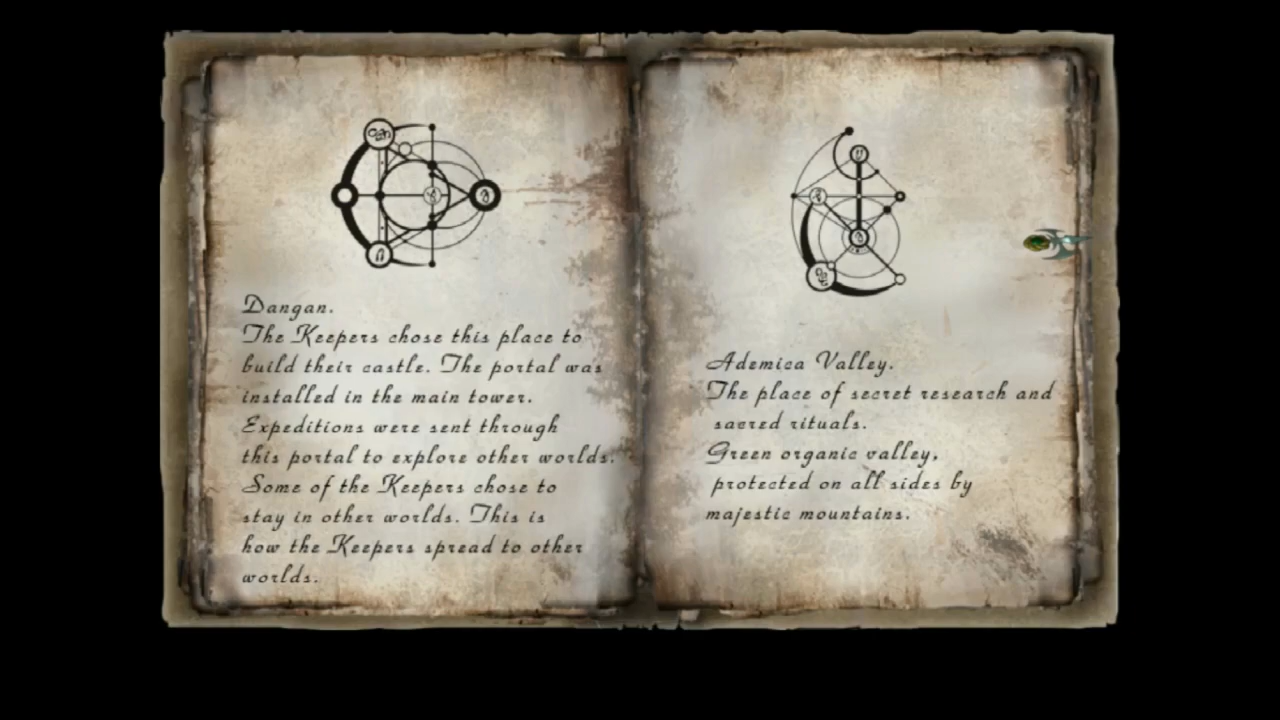 Dangan.
The Keepers chose this place to
build their castle. The portal was
installed in the main tower.
Expeditions were sent through
this portal to explore other worlds.
Some of the Keepers chose to
stay in other worlds. This is
how the Keepers spread to other
worlds.
Ademica Valley.
The place of secret research and
sacred rituals.
Green organic valley,
protected on all sides by
majestic mountains.